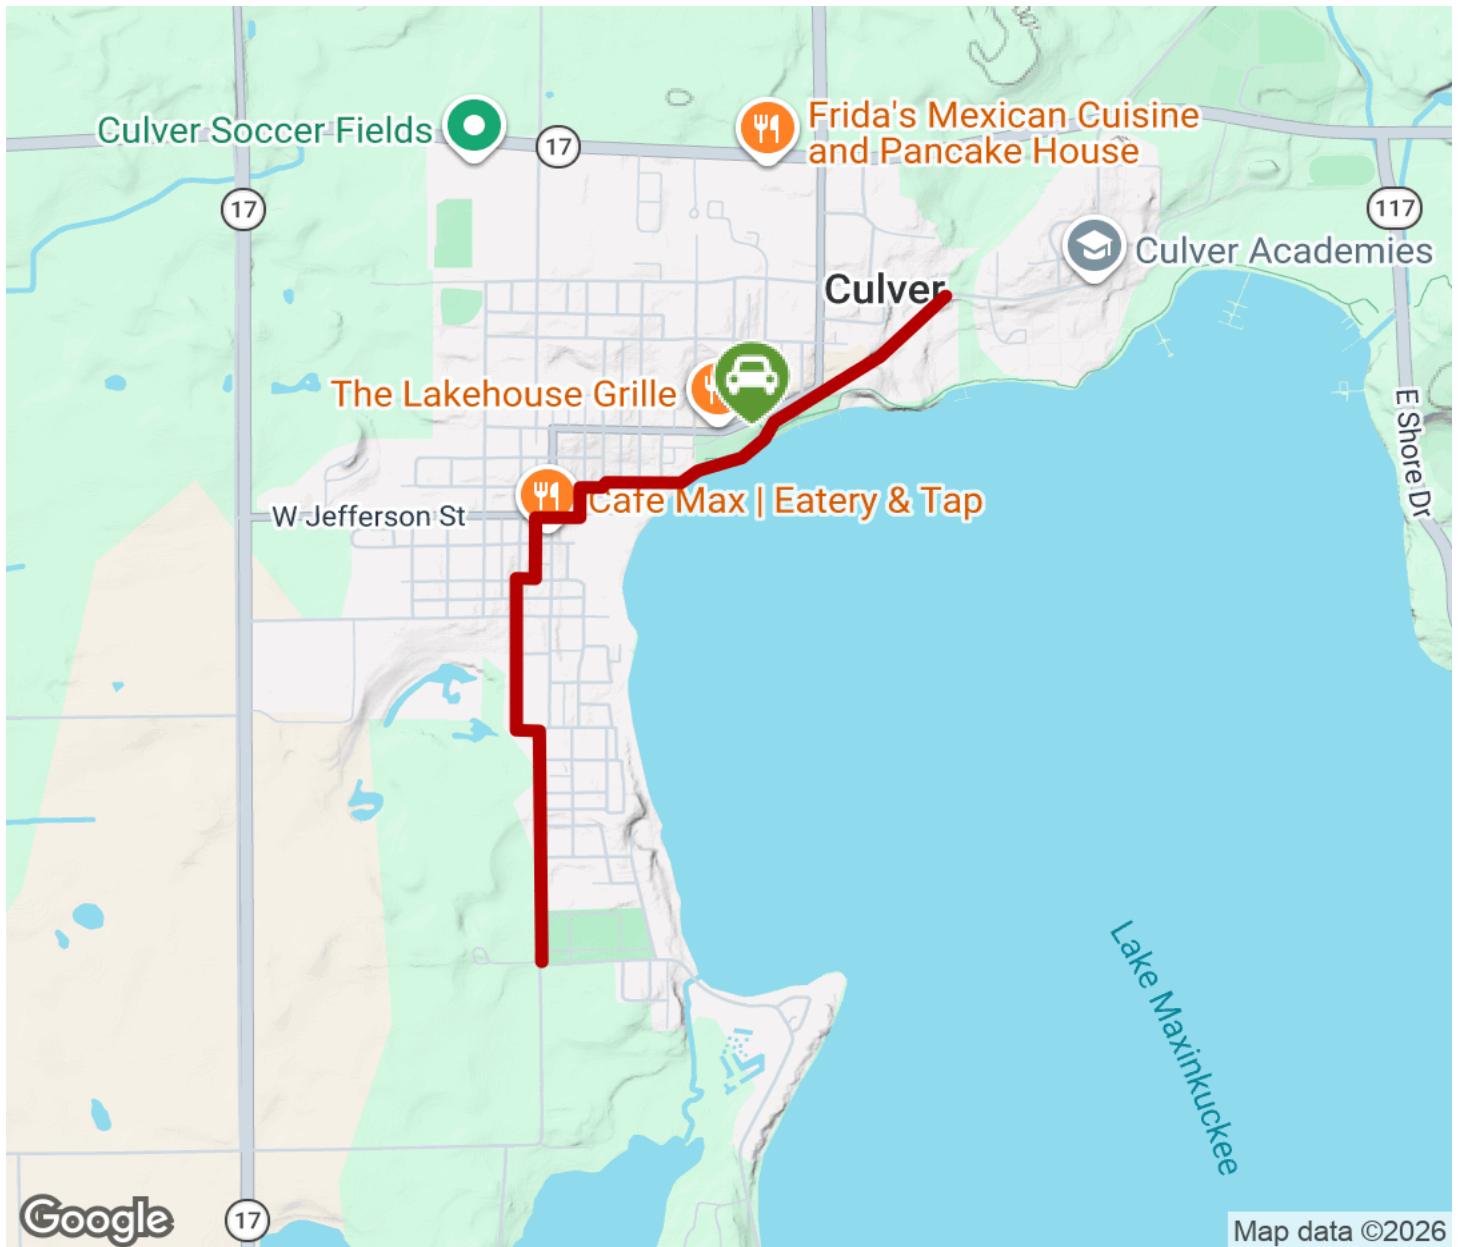 Frida's Mexican Cuisine
and Pancake House
Culver Soccer Fields
17
17
117
Culver Academies
Culver
The Lakehouse Grille
E Shore Dr
Cafe Max | Eatery & Tap
W Jefferson St
Lake Maxinkuckee
Google
17
Map data ©2026